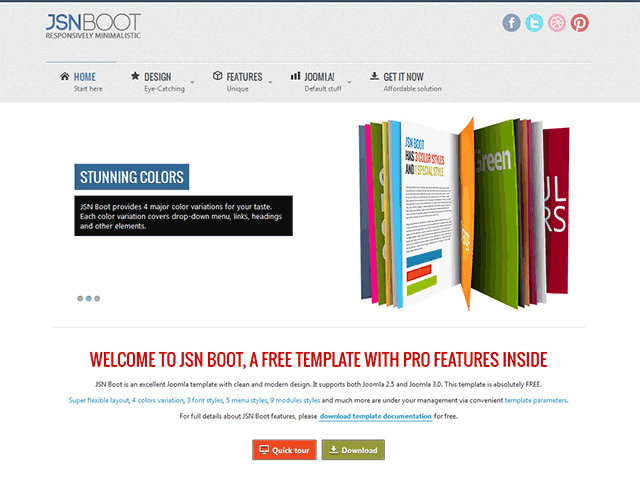 JSNBOOT
RESPONSIVELY MINIMALISTIC
HOME
Start here
DESIGN
Eye-Catching
FEATURES
Unique
JOOMLA!
Default stuff
GET IT NOW
Affordable solution
STUNNING COLORS
JSN Boot provides 4 major color variations for your taste.
Each color variation covers drop-down menu, links, headings
and other elements.
JSN BOOT
HAS 3 COLOR STYLES
AND 1 SPECIAL STYLE
Green
WELCOME TO JSN BOOT, A FREE TEMPLATE WITH PRO FEATURES INSIDE
JSN Boot is an excellent Joomla template with clean and modern design. It supports both Joomla 2.5 and Joomla 3.0. This template is absolutely FREE.
Super flexible layout, 4 colors variation, 3 font styles, 5 menu styles, 9 modules styles and much more are under your management via convenient template parameters.
For full details about JSN Boot features, please download template documentation for free.
Quick tour
Download